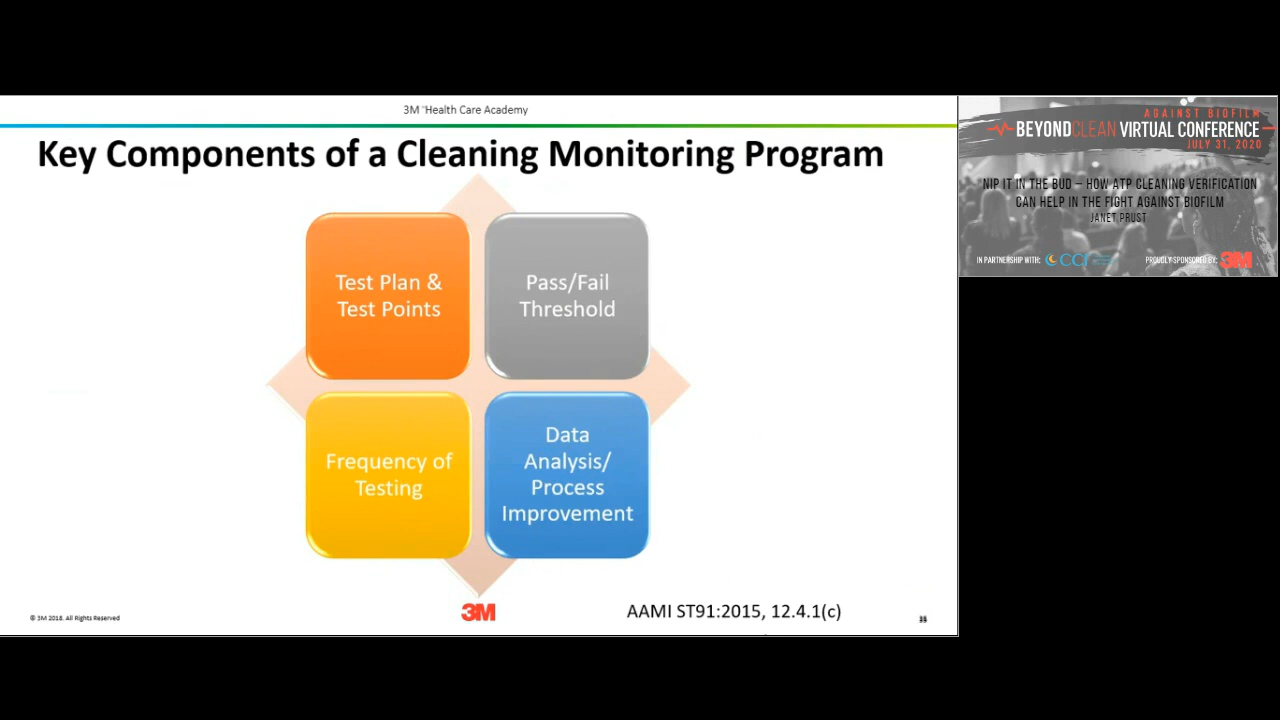 3M ™Health Care Academy
Key Components of a Cleaning Monitoring Program
Test Plan &
Test Points
Pass/Fail
Threshold
Frequency of
Testing
Data
Analysis/
Process
Improvement
3M
AAMI ST91:2015, 12.4.1(c)
© 3M 2018. All Rights Reserved
AGAINST BIOFILM
BEYONDCLEAN VIRTUAL CONFERENCE
JULY 31, 2020
NIP IT IN THE BUD – HOW ATP CLEANING VERIFICATION
CAN HELP IN THE FIGHT AGAINST BIOFILM
JANET PRUST
IN PARTNERSHIP WITH:
PROUDLY SPONSORED BY: 3M